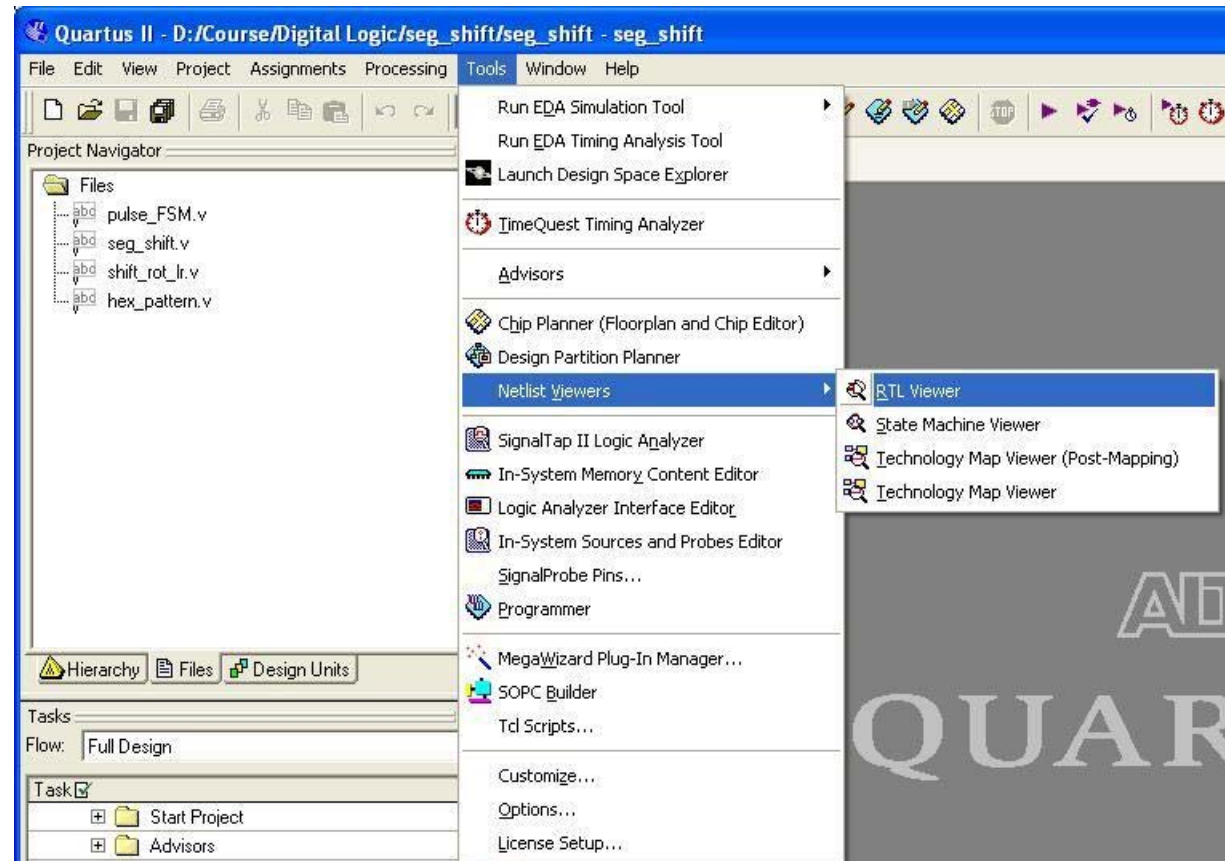 Quartus II - D:/Course/Digital Logic/seg_shift/seg_shift - seg_shift
File Edit View Project Assignments Processing Tools Window Help
STOP
Project Navigator
Files
abd pulse_FSM.v
abd seg_shift.v
abd shift_rot_lr.v
abd hex_pattern.v
Hierarchy Files Design Units
Tasks
Flow: Full Design
Task
Start Project
Advisors
Run EDA Simulation Tool
Run EDA Timing Analysis Tool
Launch Design Space Explorer
TimeQuest Timing Analyzer
Advisors
Chip Planner (Floorplan and Chip Editor)
Design Partition Planner
Netlist Viewers
SignalTap II Logic Analyzer
In-System Memory Content Editor
Logic Analyzer Interface Editor
In-System Sources and Probes Editor
SignalProbe Pins...
Programmer
MegaWizard Plug-In Manager...
SOPC Builder
Tcl Scripts...
Customize...
Options...
License Setup...
RTL Viewer
State Machine Viewer
Technology Map Viewer (Post-Mapping)
Technology Map Viewer
QUAR